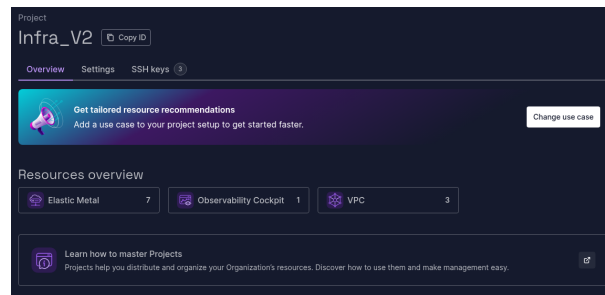 Project
Infra_V2 Copy ID
Overview Settings SSH keys 3
Get tailored resource recommendations
Add a use case to your project setup to get started faster.
Change use case
Resources overview
Elastic Metal 7 Observability Cockpit 1 VPC 3
Learn how to master Projects
Projects help you distribute and organize your Organization's resources. Discover how to use them and make management easy.